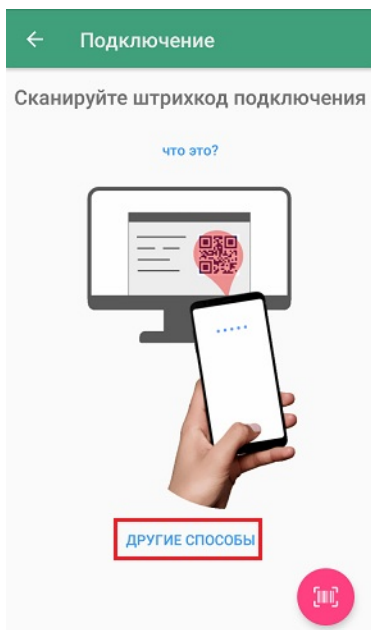 Подключение
Сканируйте штрихкод подключения
что это?
ДРУГИЕ СПОСОБЫ